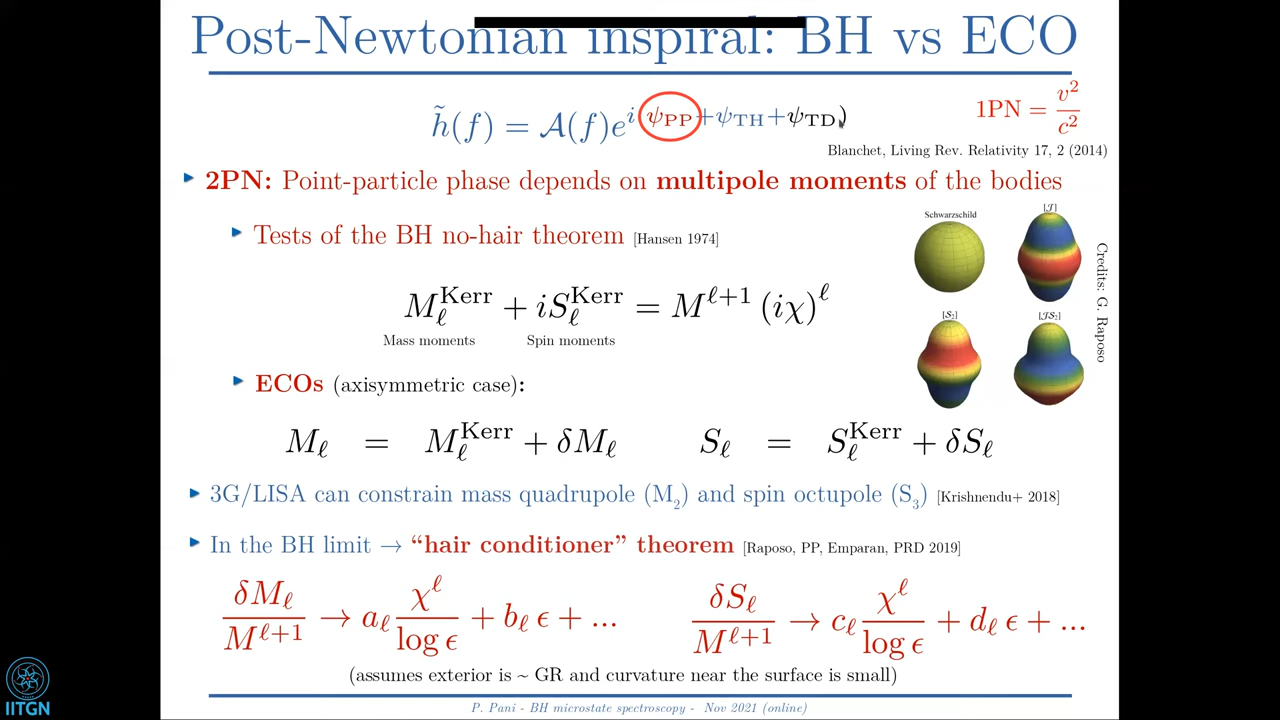 Post-Newtonian inspiral: BH vs ECO
h̃(f) = 𝒜(f)e^{i(ψ_PP+ψ_TH+ψ_TD)}
1PN = v²/c²
Blanchet, Living Rev. Relativity 17, 2 (2014)
2PN: Point-particle phase depends on multipole moments of the bodies
Tests of the BH no-hair theorem [Hansen 1974]
M_ℓ^Kerr + iS_ℓ^Kerr = M^{ℓ+1} (iχ)^ℓ
Mass moments Spin moments
Schwarzschild
[𝒥]
[S₂]
[𝒥S₂]
Credits: G. Raposo
ECOs (axisymmetric case):
M_ℓ = M_ℓ^Kerr + δM_ℓ S_ℓ = S_ℓ^Kerr + δS_ℓ
3G/LISA can constrain mass quadrupole (M₂) and spin octupole (S₃) [Krishnendu+ 2018]
In the BH limit → “hair conditioner” theorem [Raposo, PP, Emparan, PRD 2019]
δM_ℓ/M^{ℓ+1} → a_ℓ χ^ℓ/log ϵ + b_ℓ ϵ + ... δS_ℓ/M^{ℓ+1} → c_ℓ χ^ℓ/log ϵ + d_ℓ ϵ + ...
(assumes exterior is ~ GR and curvature near the surface is small)
P. Pani - BH microstate spectroscopy - Nov 2021 (online)
IITGN